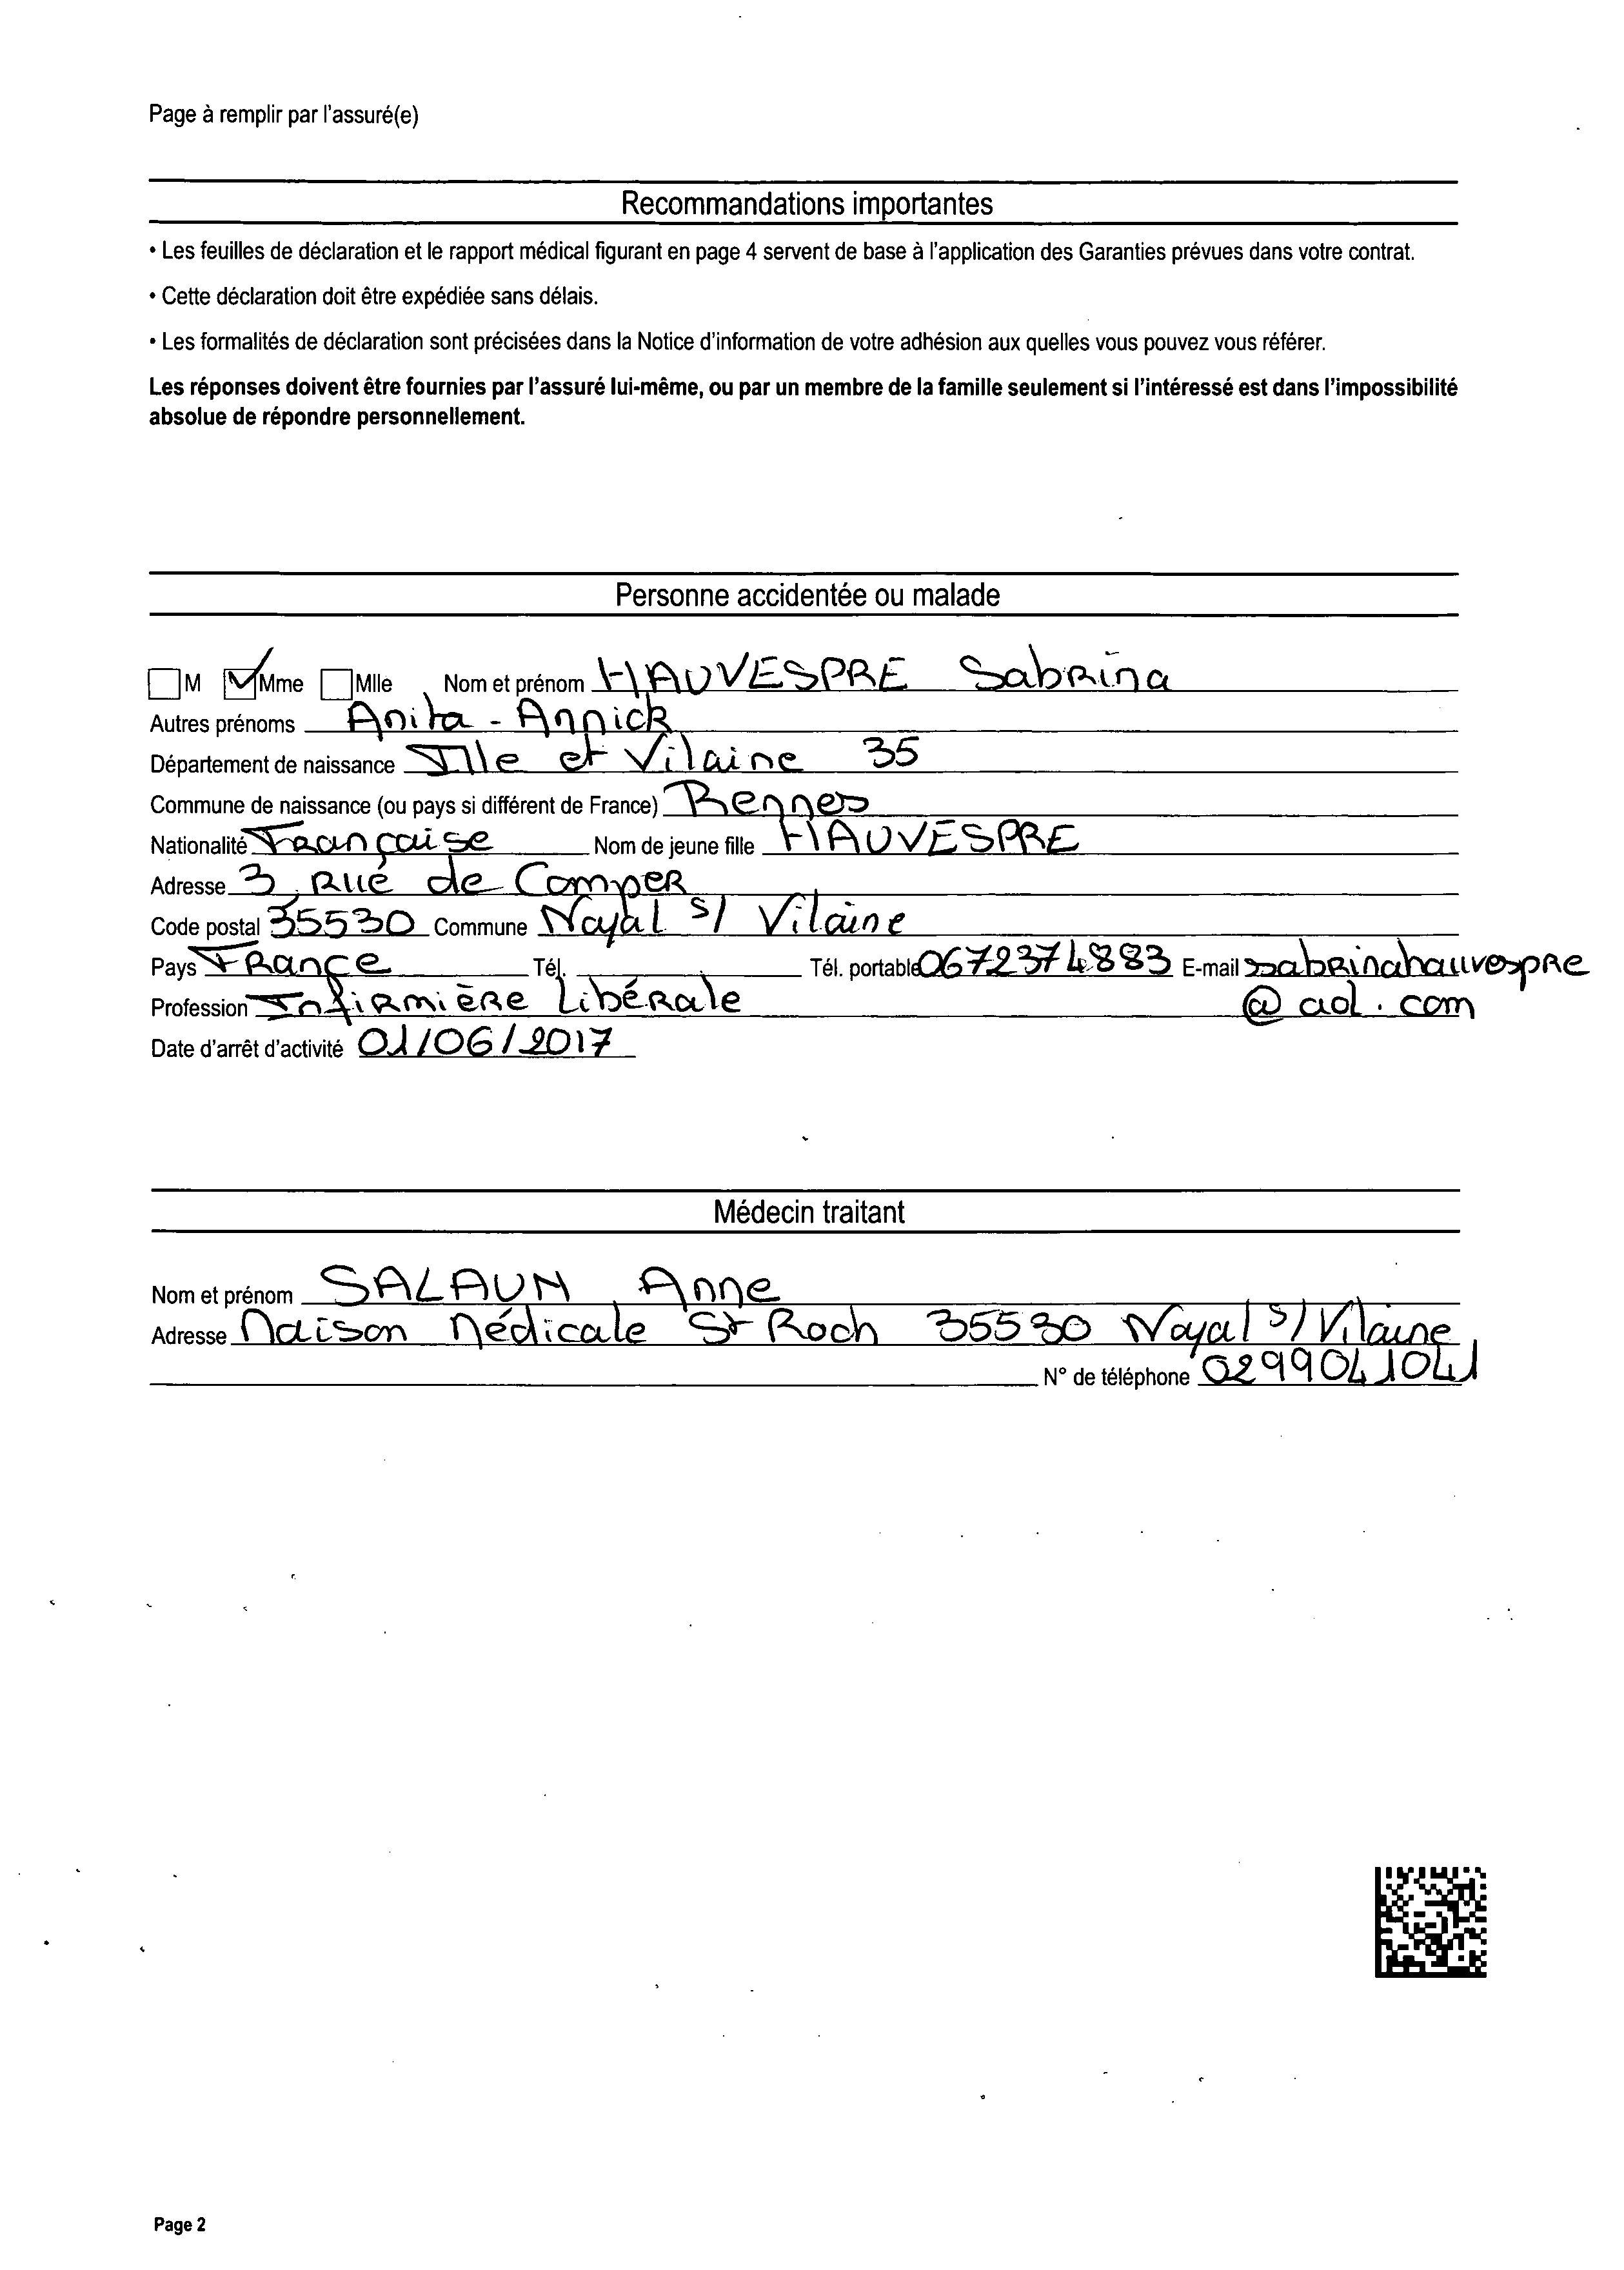 Page à remplir par l'assuré(e)
Recommandations importantes
• Les feuilles de déclaration et le rapport médical figurant en page 4 servent de base à l'application des Garanties prévues dans votre contrat.
• Cette déclaration doit être expédiée sans délais.
• Les formalités de déclaration sont précisées dans la Notice d'information de votre adhésion aux quelles vous pouvez vous référer.
Les réponses doivent être fournies par l'assuré lui-même, ou par un membre de la famille seulement si l'intéressé est dans l'impossibilité
absolue de répondre personnellement.
Personne accidentée ou malade
M Mme Mlle Nom et prénom HAUVESPRE Sabrina
Autres prénoms Anita - Annick
Département de naissance Ille et Vilaine 35
Commune de naissance (ou pays si différent de France) Rennes
Nationalité Française Nom de jeune fille HAUVESPRE
Adresse 3, Rue de Comper
Code postal 35530 Commune Noyal s/ Vilaine
Pays France Tél. Tél. portable 0672374883 E-mail sabrinahauvespre
Profession Infirmière Libérale @ aol.com
Date d'arrêt d'activité 01/06/2017
Médecin traitant
Nom et prénom SALAUN Anne
Adresse Maison Médicale St Roch 35530 Noyal s/ Vilaine
N° de téléphone 0299041041
Page 2